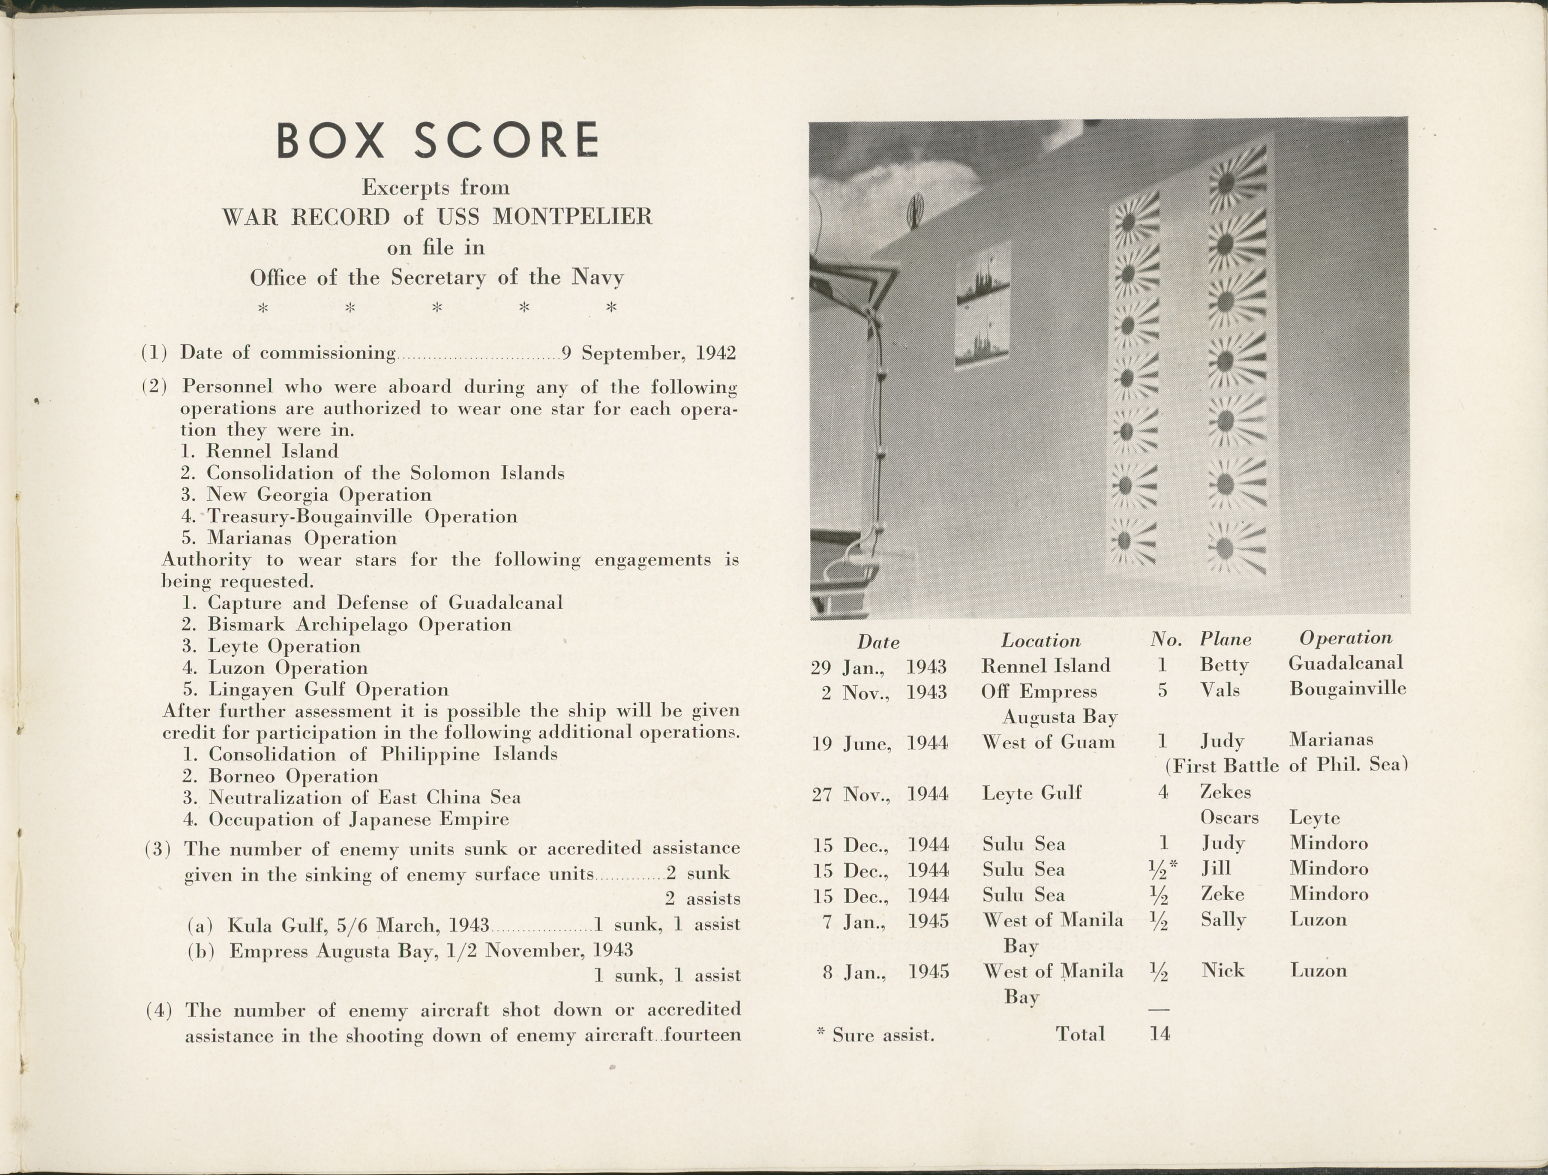 BOX SCORE
Excerpts from
WAR RECORD of USS MONTPELIER
on file in
Office of the Secretary of the Navy
* * * * *
(1) Date of commissioning..............................9 September, 1942
(2) Personnel who were aboard during any of the following
operations are authorized to wear one star for each opera-
tion they were in.
1. Rennel Island
2. Consolidation of the Solomon Islands
3. New Georgia Operation
4. Treasury-Bougainville Operation
5. Marianas Operation
Authority to wear stars for the following engagements is
being requested.
1. Capture and Defense of Guadalcanal
2. Bismark Archipelago Operation
3. Leyte Operation
4. Luzon Operation
5. Lingayen Gulf Operation
After further assessment it is possible the ship will be given
credit for participation in the following additional operations.
1. Consolidation of Philippine Islands
2. Borneo Operation
3. Neutralization of East China Sea
4. Occupation of Japanese Empire
(3) The number of enemy units sunk or accredited assistance
given in the sinking of enemy surface units.............2 sunk
2 assists
(a) Kula Gulf, 5/6 March, 1943...................1 sunk, 1 assist
(b) Empress Augusta Bay, 1/2 November, 1943
1 sunk, 1 assist
(4) The number of enemy aircraft shot down or accredited
assistance in the shooting down of enemy aircraft..fourteen
Date Location No. Plane Operation
29 Jan., 1943 Rennel Island 1 Betty Guadalcanal
2 Nov., 1943 Off Empress 5 Vals Bougainville
Augusta Bay
19 June, 1944 West of Guam 1 Judy Marianas
(First Battle of Phil. Sea)
27 Nov., 1944 Leyte Gulf 4 Zekes
Oscars Leyte
15 Dec., 1944 Sulu Sea 1 Judy Mindoro
15 Dec., 1944 Sulu Sea ½* Jill Mindoro
15 Dec., 1944 Sulu Sea ½ Zeke Mindoro
7 Jan., 1945 West of Manila ½ Sally Luzon
Bay
8 Jan., 1945 West of Manila ½ Nick Luzon
Bay
* Sure assist. Total 14